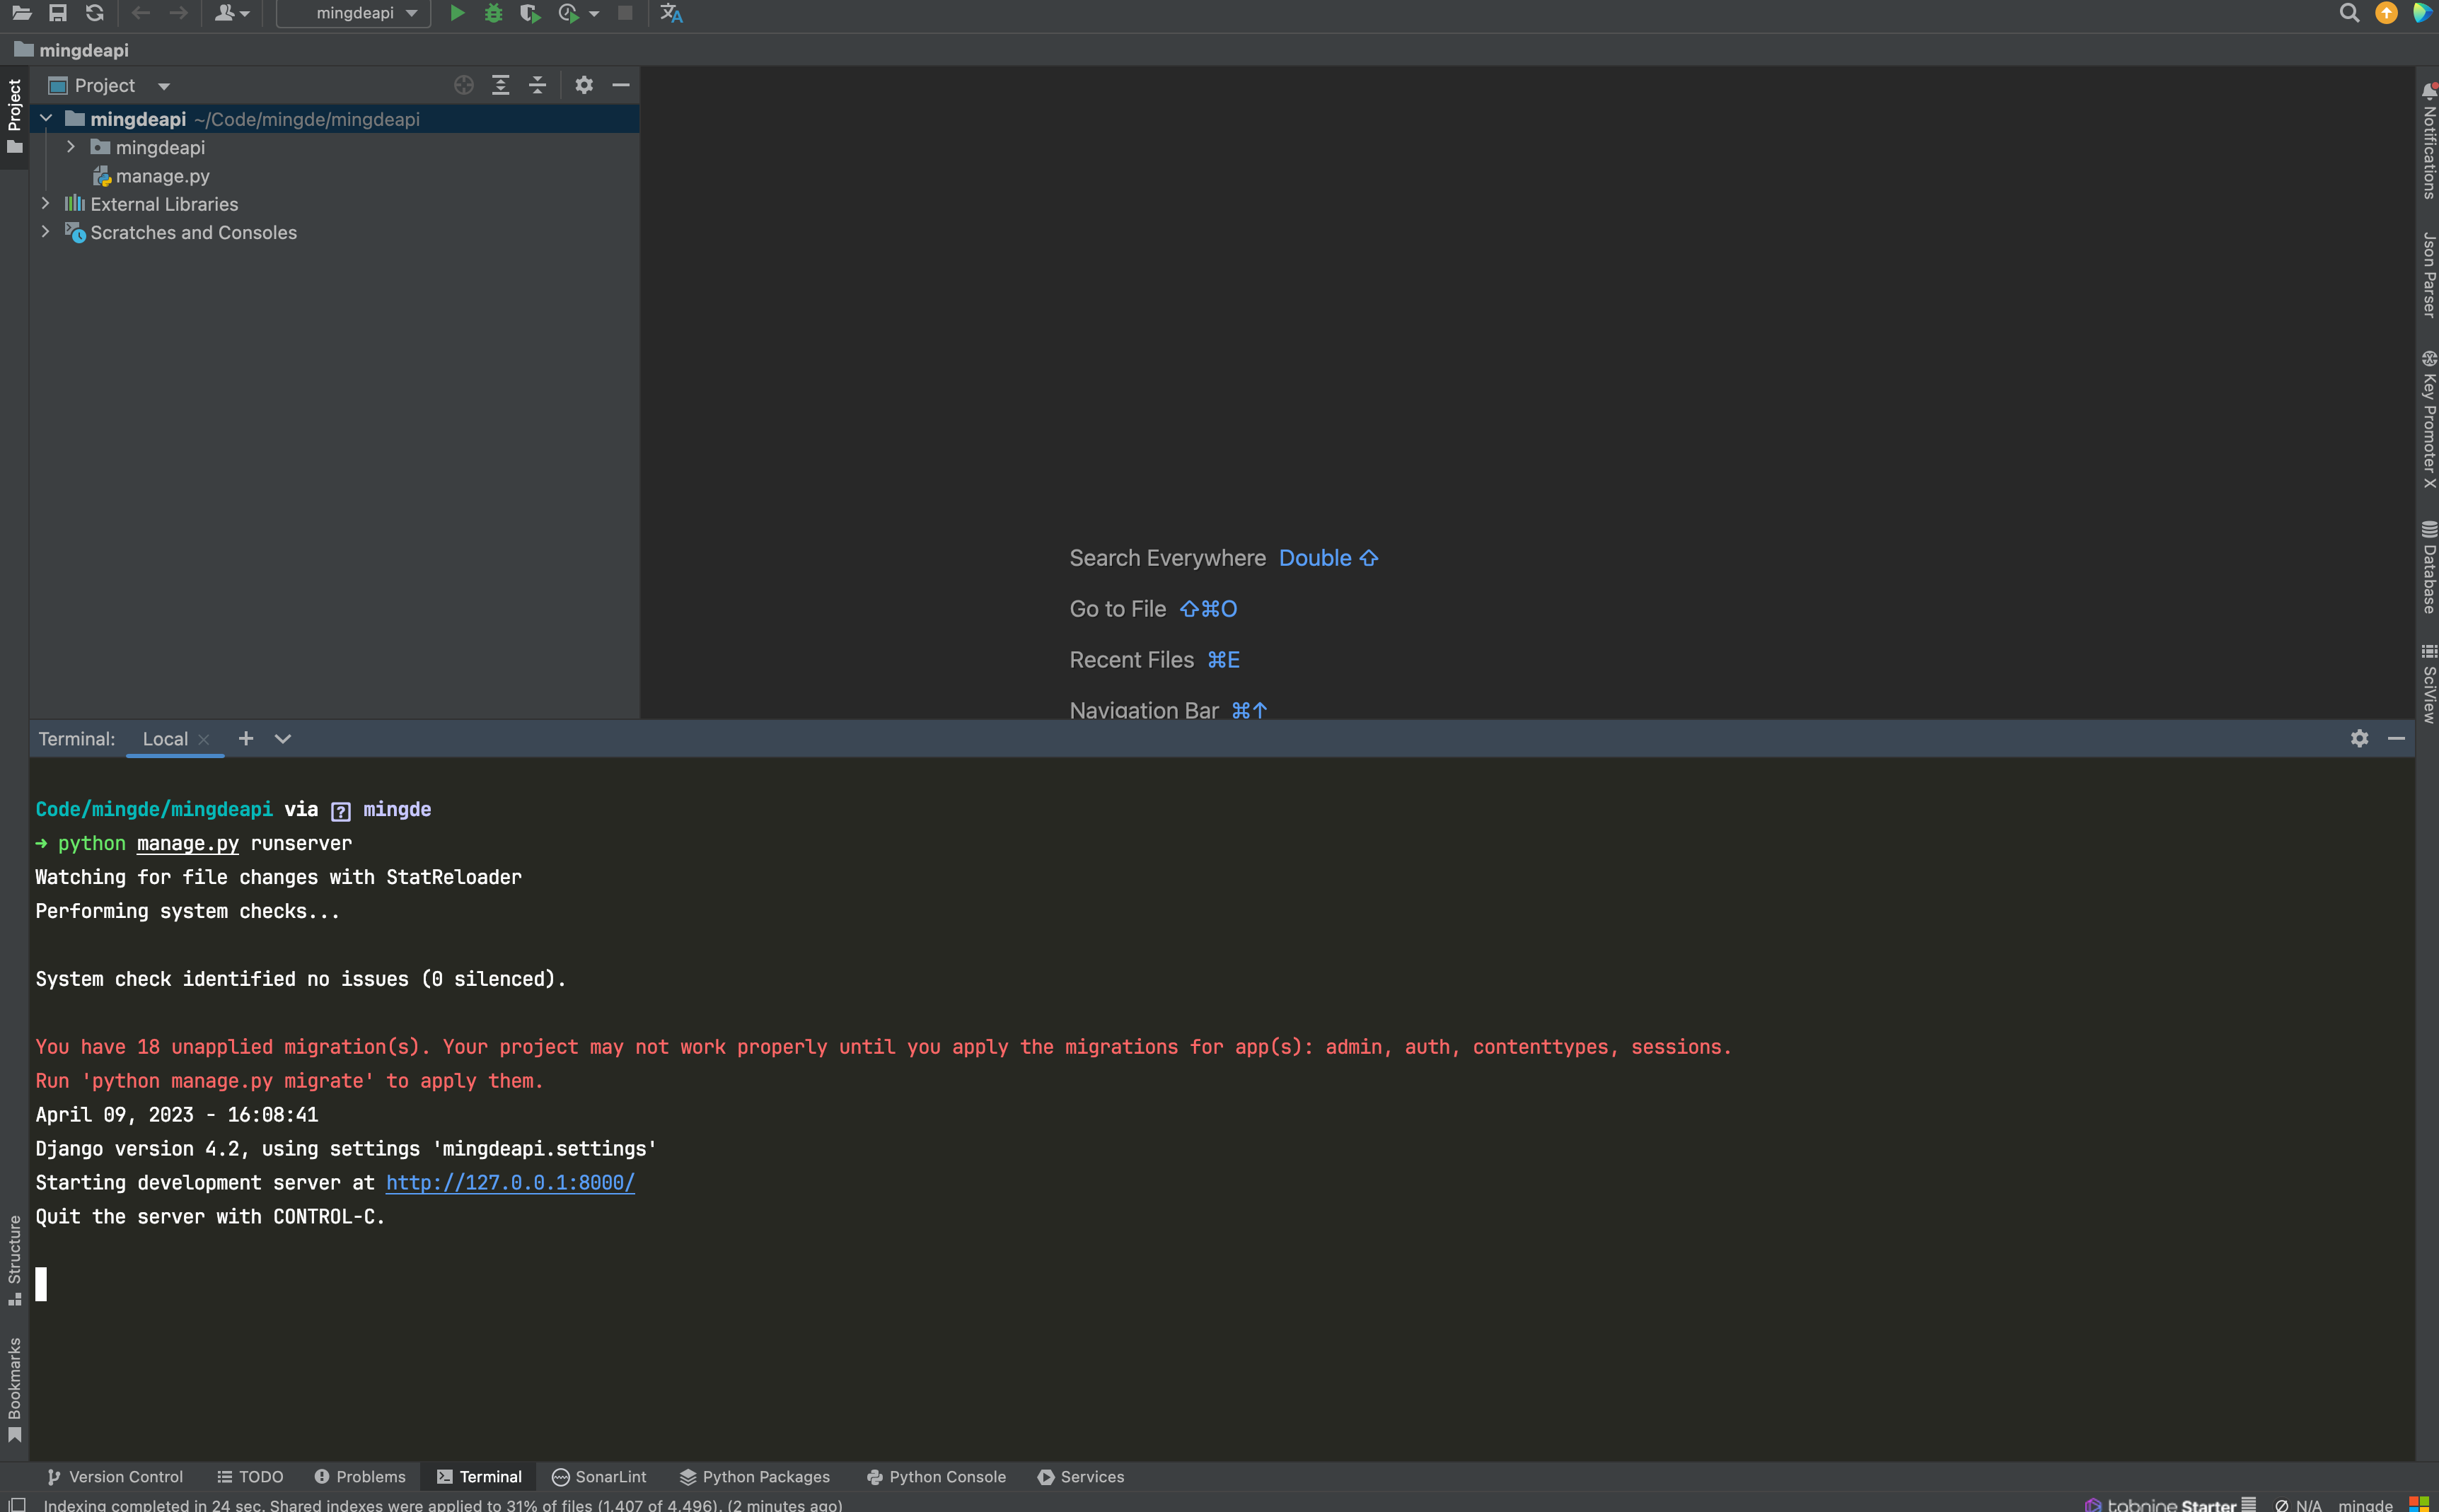 mingdeapi
mingdeapi
Project
Project
mingdeapi ~/Code/mingde/mingdeapi
mingdeapi
manage.py
External Libraries
Scratches and Consoles
Search Everywhere Double ⇧
Go to File ⇧⌘O
Recent Files ⌘E
Navigation Bar ⌘↑
Notifications
Json Parser
Key Promoter X
Database
SciView
Terminal: Local
Code/mingde/mingdeapi via ? mingde
→ python manage.py runserver
Watching for file changes with StatReloader
Performing system checks...
System check identified no issues (0 silenced).
You have 18 unapplied migration(s). Your project may not work properly until you apply the migrations for app(s): admin, auth, contenttypes, sessions.
Run 'python manage.py migrate' to apply them.
April 09, 2023 - 16:08:41
Django version 4.2, using settings 'mingdeapi.settings'
Starting development server at http://127.0.0.1:8000/
Quit the server with CONTROL-C.
Structure
Bookmarks
Version Control TODO Problems Terminal SonarLint Python Packages Python Console Services
Indexing completed in 24 sec. Shared indexes were applied to 31% of files (1,407 of 4,496). (2 minutes ago) tabnine Starter N/A mingde